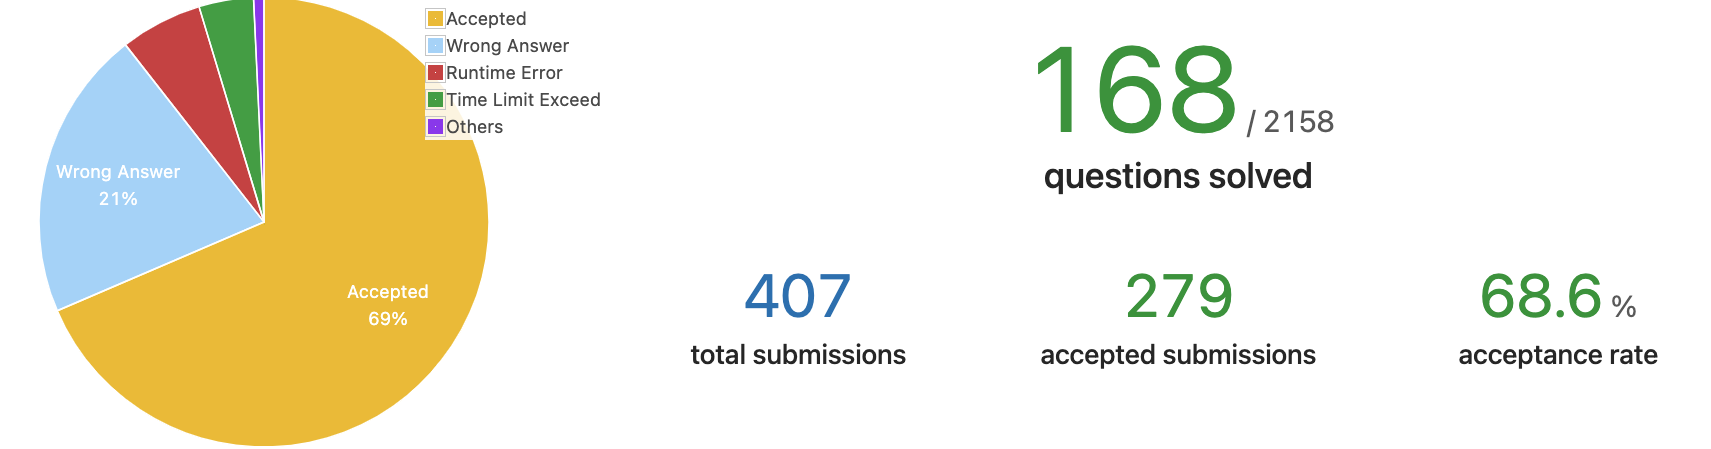 Accepted
Wrong Answer
Runtime Error
Time Limit Exceed
Others
Wrong Answer
21%
Accepted
69%
168 / 2158
questions solved
407
total submissions
279
accepted submissions
68.6 %
acceptance rate